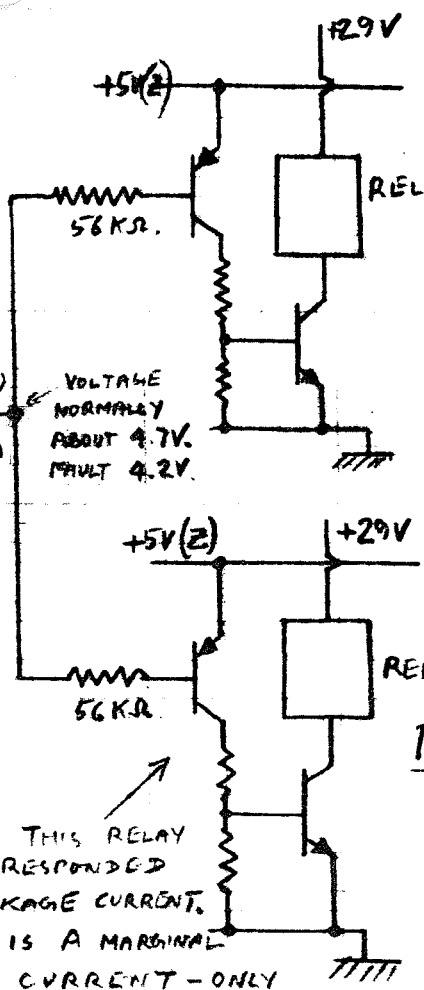 +29V
+5V(Z)
REL
56KΩ.
VOLTAGE
NORMALLY
ABOUT 4.7V.
FAULT 4.2V.
+5V(Z)
+29V
REL
56KΩ
THIS RELAY
RESPONDED
KAGE CURRENT.
IS A MARGINAL
CURRENT-ONLY